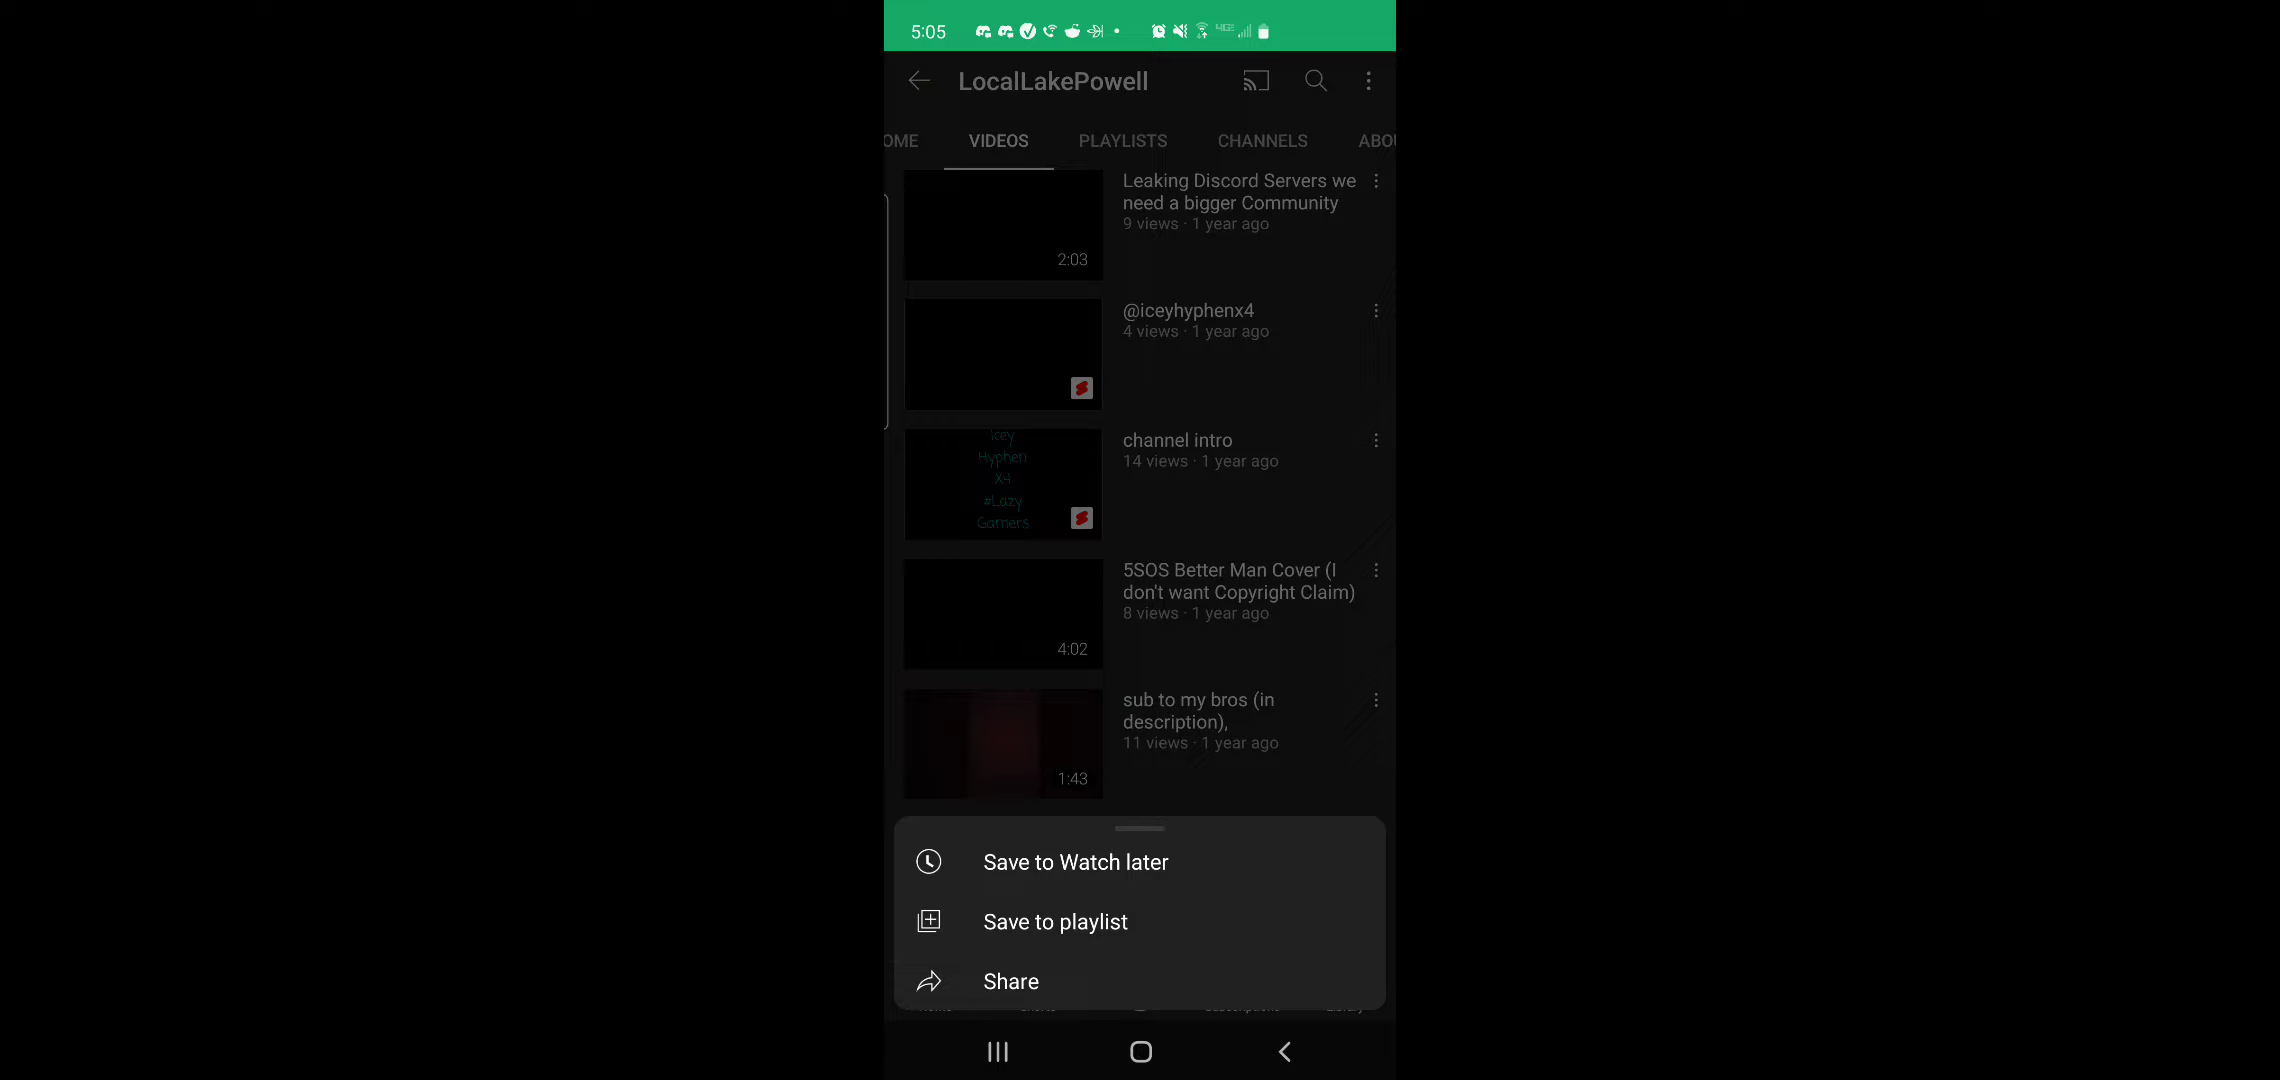 5:05
LocalLakePowell
OME VIDEOS PLAYLISTS CHANNELS ABOU
Leaking Discord Servers we
need a bigger Community
9 views · 1 year ago
2:03
@iceyhyphenx4
4 views · 1 year ago
Icey
Hyphen
X4
#Lazy
Gamers
channel intro
14 views · 1 year ago
5SOS Better Man Cover (I
don't want Copyright Claim)
8 views · 1 year ago
4:02
sub to my bros (in
description),
11 views · 1 year ago
1:43
Save to Watch later
Save to playlist
Share